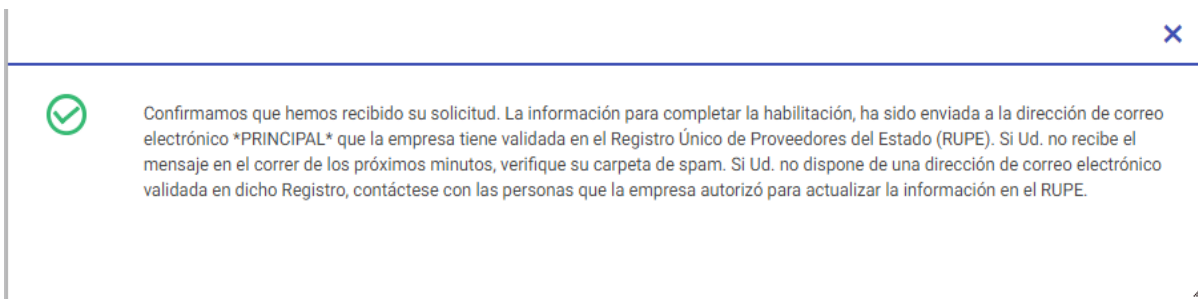 Confirmamos que hemos recibido su solicitud. La información para completar la habilitación, ha sido enviada a la dirección de correo
electrónico *PRINCIPAL* que la empresa tiene validada en el Registro Único de Proveedores del Estado (RUPE). Si Ud. no recibe el
mensaje en el correr de los próximos minutos, verifique su carpeta de spam. Si Ud. no dispone de una dirección de correo electrónico
validada en dicho Registro, contáctese con las personas que la empresa autorizó para actualizar la información en el RUPE.